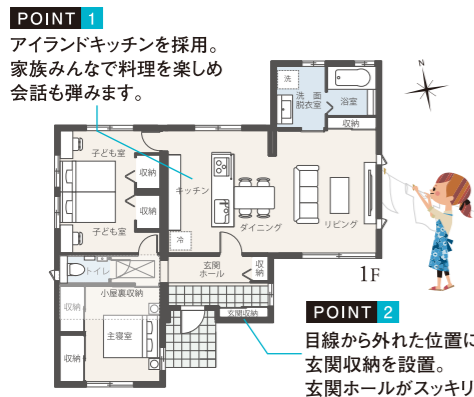 POINT 1
アイランドキッチンを採用。
家族みんなで料理を楽しめ
会話も弾みます。
N
洗
洗 面
脱衣室
浴室
収納
子ども室
収納
キッチン
収納
ダイニング
リビング
子ども室
冷
トイレ
玄関
ホール
収納
1F
小屋裏収納
収納
玄関収納
主寝室
収納
POINT 2
目線から外れた位置に
玄関収納を設置。
玄関ホールがスッキリ